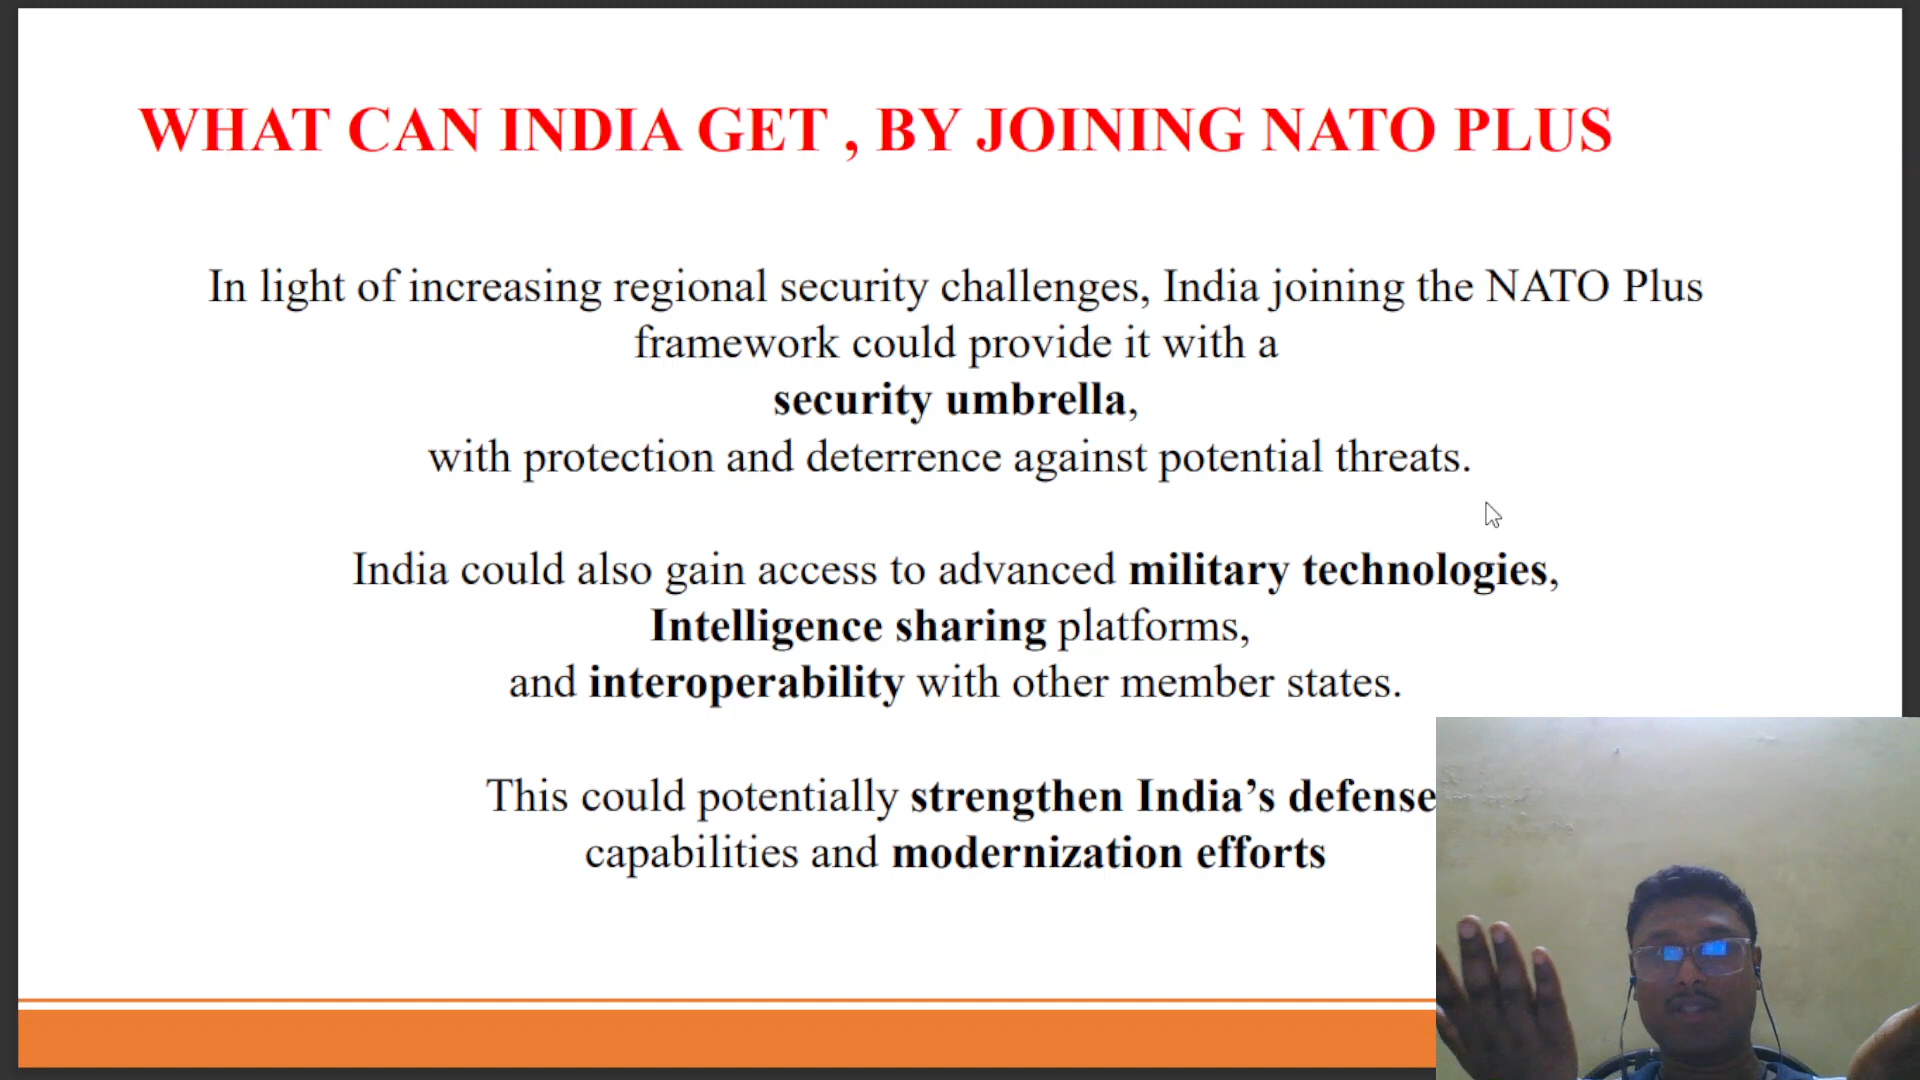 WHAT CAN INDIA GET , BY JOINING NATO PLUS
In light of increasing regional security challenges, India joining the NATO Plus
framework could provide it with a
security umbrella,
with protection and deterrence against potential threats.
India could also gain access to advanced military technologies,
Intelligence sharing platforms,
and interoperability with other member states.
This could potentially strengthen India’s defense
capabilities and modernization efforts